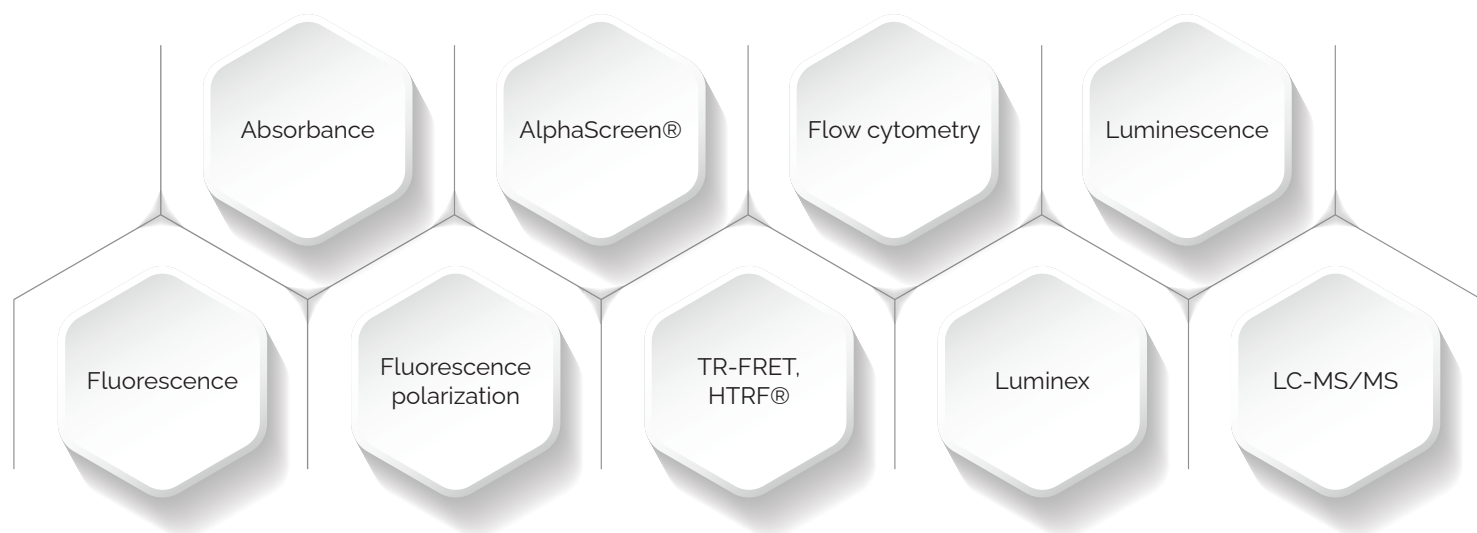 Absorbance
AlphaScreen®
Flow cytometry
Luminescence
Fluorescence
Fluorescence
polarization
TR-FRET,
HTRF®
Luminex
LC-MS/MS